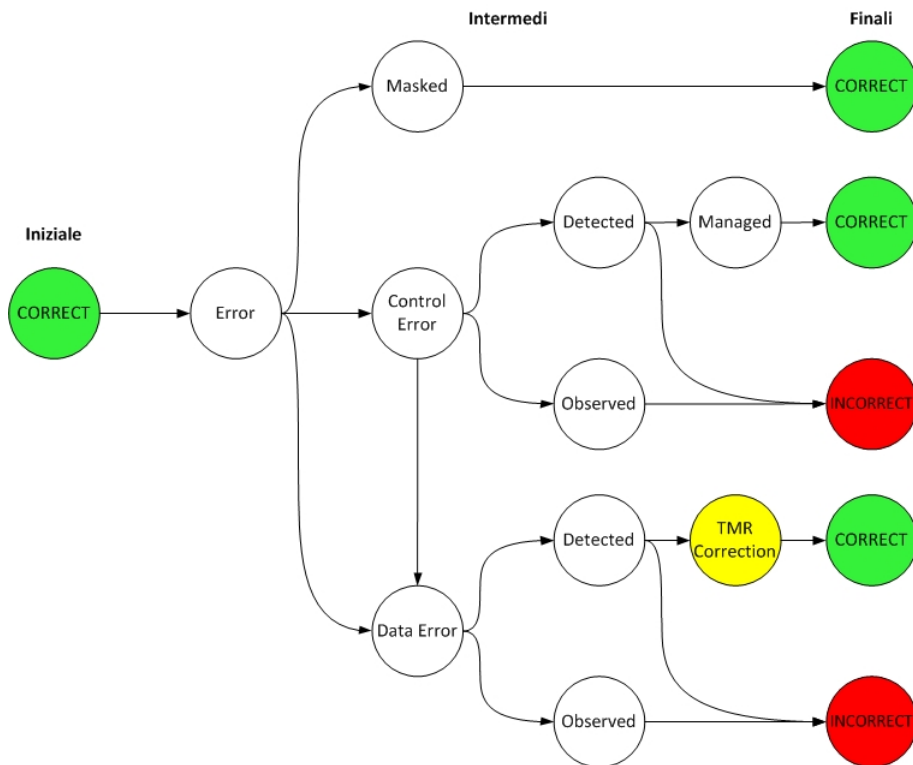 Intermedi
Finali
Masked
CORRECT
Iniziale
Detected
Managed
CORRECT
CORRECT
Error
Control
Error
Observed
INCORRECT
Detected
TMR
Correction
CORRECT
Data Error
Observed
INCORRECT